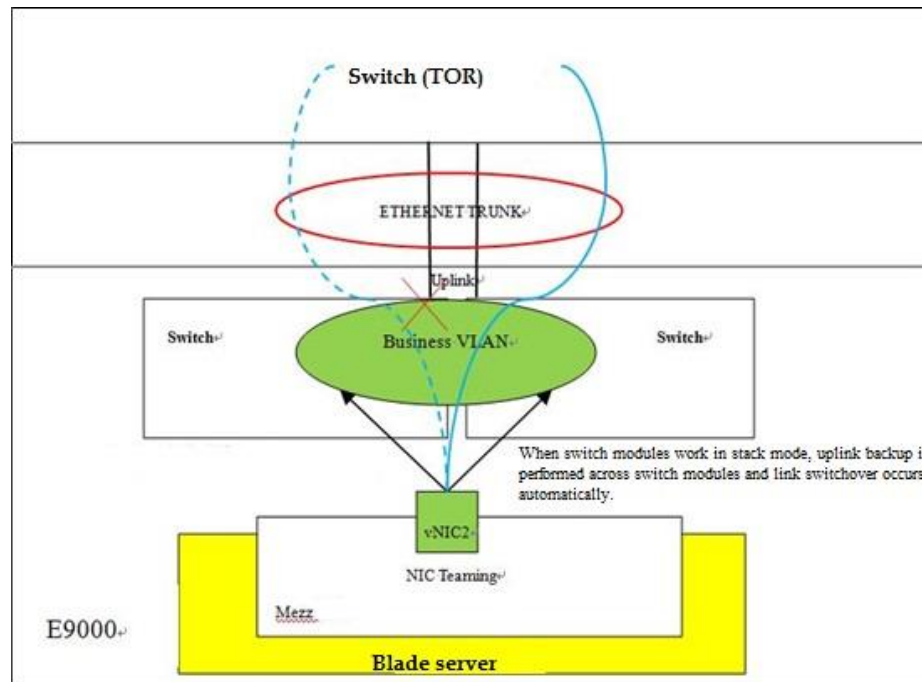 Switch (TOR)
ETHERNET TRUNK
Uplink
Switch
Business VLAN
Switch
When switch modules work in stack mode, uplink backup i
performed across switch modules and link switchover occurs
automatically.
vNIC2
NIC Teaming
Mezz
E9000
Blade server